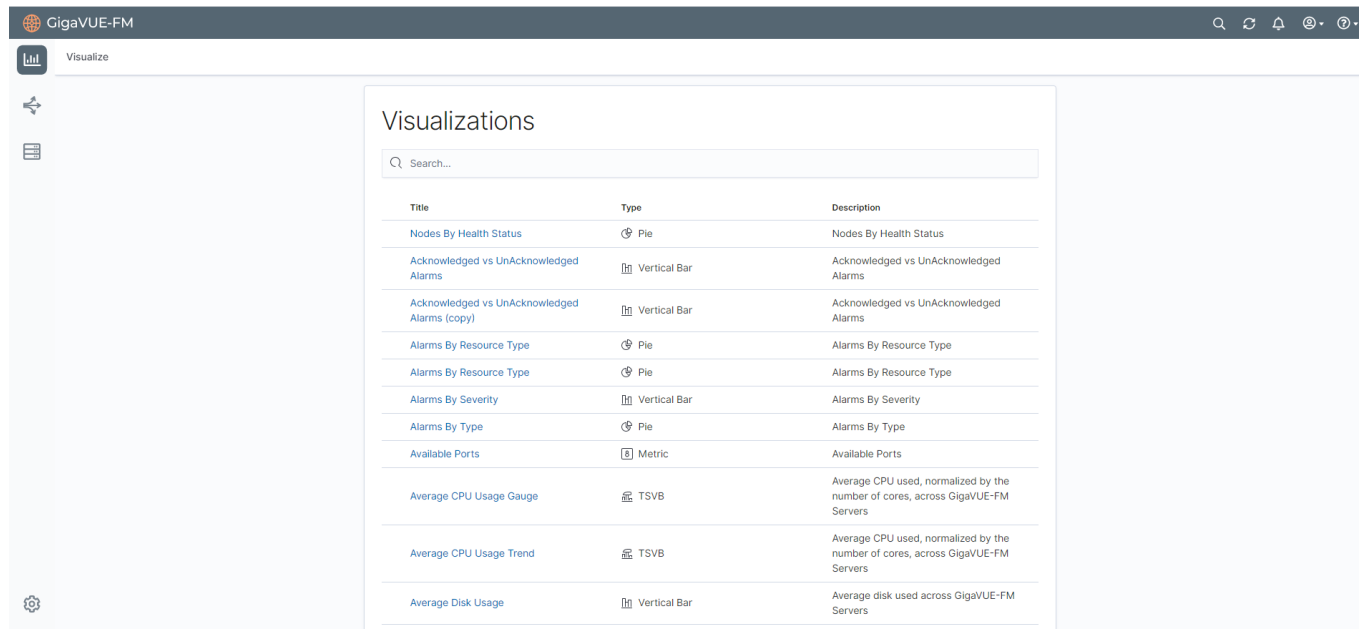 GigaVUE-FM
Visualize
Visualizations
Search...
Title Type Description
Nodes By Health Status Pie Nodes By Health Status
Acknowledged vs UnAcknowledged
Alarms
Vertical Bar
Acknowledged vs UnAcknowledged
Alarms
Acknowledged vs UnAcknowledged
Alarms (copy)
Vertical Bar
Acknowledged vs UnAcknowledged
Alarms
Alarms By Resource Type Pie Alarms By Resource Type
Alarms By Resource Type Pie Alarms By Resource Type
Alarms By Severity Vertical Bar Alarms By Severity
Alarms By Type Pie Alarms By Type
Available Ports 8 Metric Available Ports
Average CPU Usage Gauge
TSVB
Average CPU used, normalized by the
number of cores, across GigaVUE-FM
Servers
Average CPU Usage Trend
TSVB
Average CPU used, normalized by the
number of cores, across GigaVUE-FM
Servers
Average Disk Usage
Vertical Bar
Average disk used across GigaVUE-FM
Servers